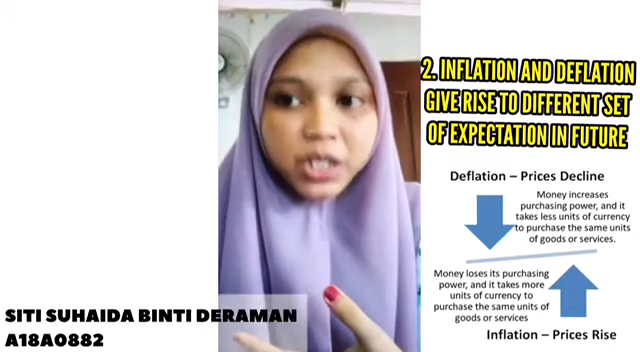 2. INFLATION AND DEFLATION
GIVE RISE TO DIFFERENT SET
OF EXPECTATION IN FUTURE
Deflation – Prices Decline
Money increases
purchasing power, and it
takes less units of currency
to purchase the same units
of goods or services.
Money loses its purchasing
power, and it takes more
units of currency to
purchase the same units of
goods or services
Inflation – Prices Rise
SITI SUHAIDA BINTI DERAMAN
A18A0882